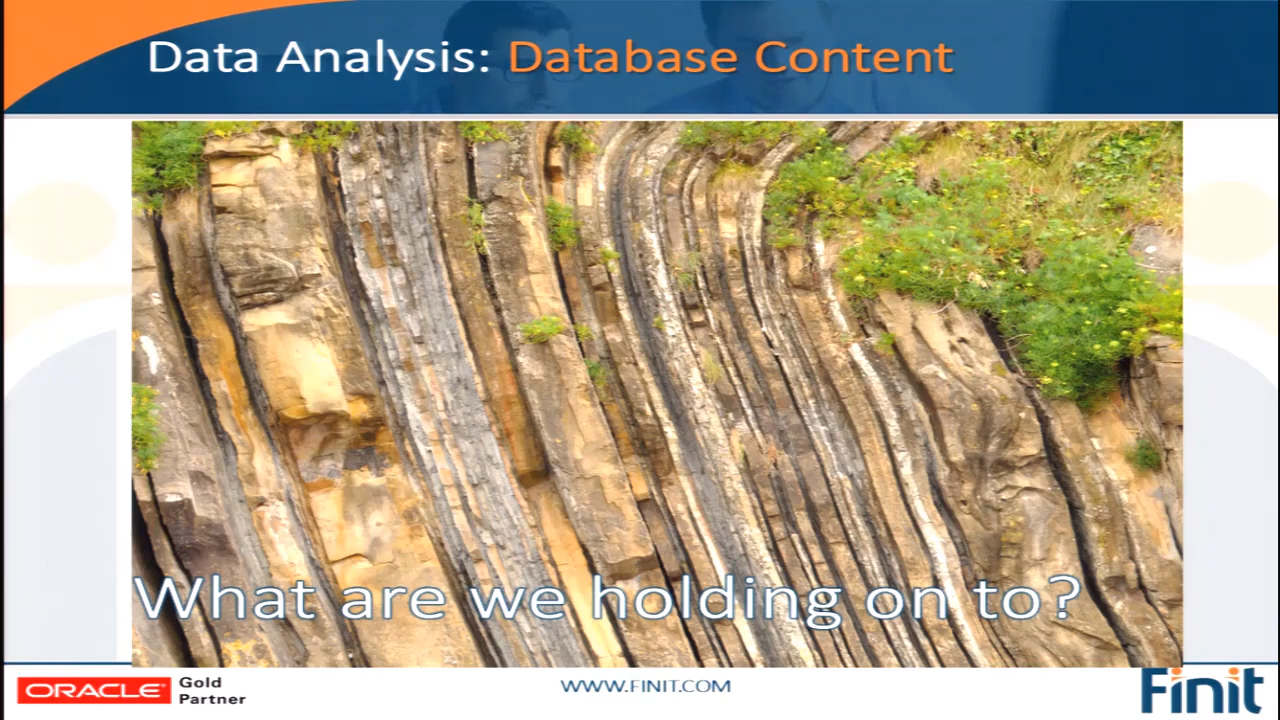 Data Analysis: Database Content
What are we holding on to?
ORACLE Gold Partner
WWW.FINIT.COM
Finit